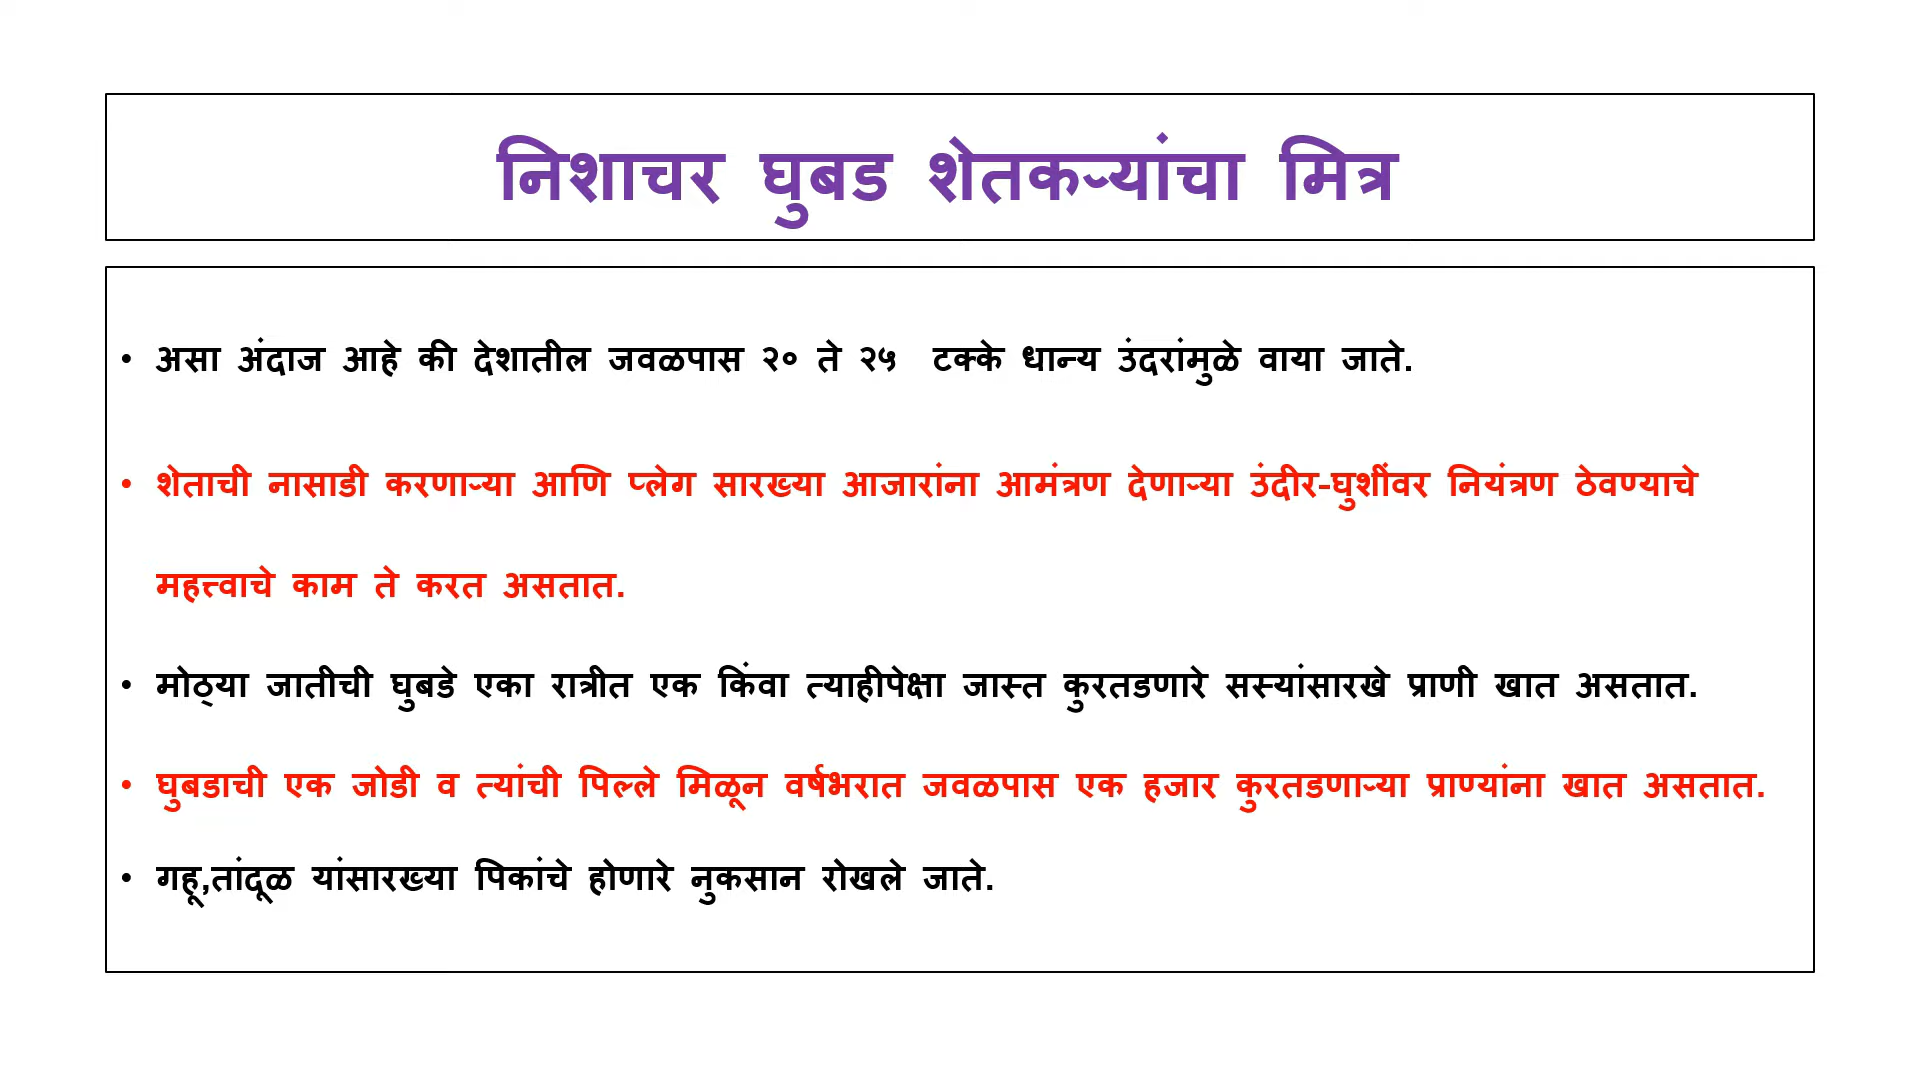 निशाचर घुबड शेतकऱ्यांचा मित्र
• असा अंदाज आहे की देशातील जवळपास २० ते २५ टक्के धान्य उंदरांमुळे वाया जाते.
• शेताची नासाडी करणाऱ्या आणि प्लेग सारख्या आजारांना आमंत्रण देणाऱ्या उंदीर-घुशींवर नियंत्रण ठेवण्याचे
महत्त्वाचे काम ते करत असतात.
• मोठ्या जातीची घुबडे एका रात्रीत एक किंवा त्याहीपेक्षा जास्त कुरतडणारे सस्यांसारखे प्राणी खात असतात.
• घुबडाची एक जोडी व त्यांची पिल्ले मिळून वर्षभरात जवळपास एक हजार कुरतडणाऱ्या प्राण्यांना खात असतात.
• गहू,तांदूळ यांसारख्या पिकांचे होणारे नुकसान रोखले जाते.